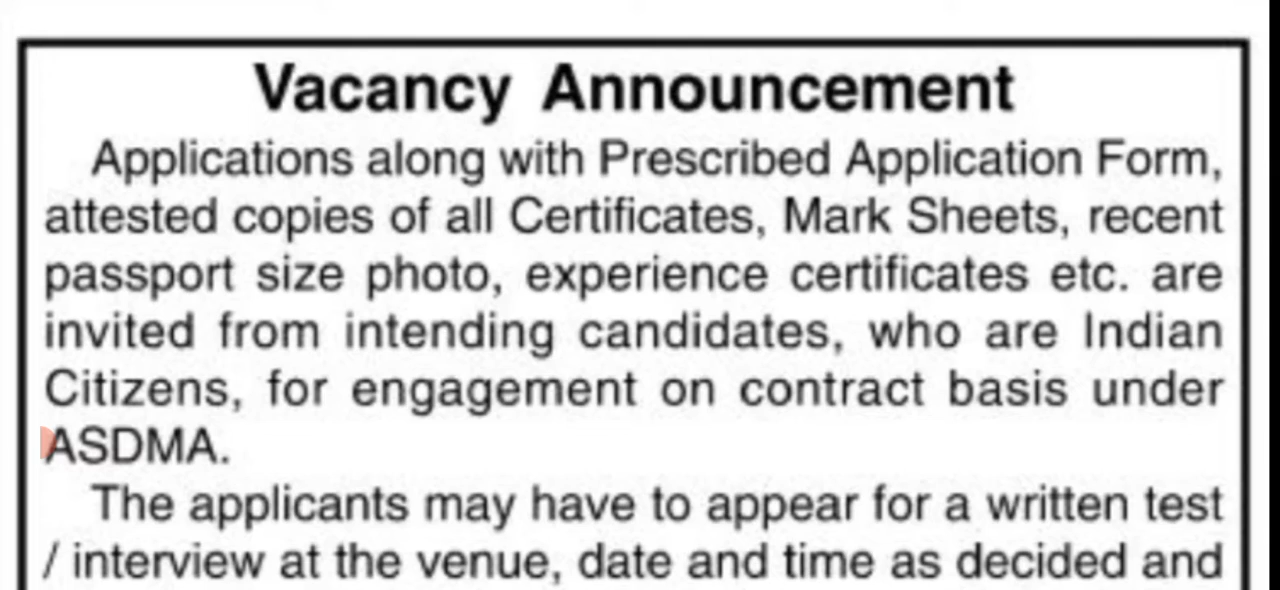 Vacancy Announcement
Applications along with Prescribed Application Form,
attested copies of all Certificates, Mark Sheets, recent
passport size photo, experience certificates etc. are
invited from intending candidates, who are Indian
Citizens, for engagement on contract basis under
ASDMA.
The applicants may have to appear for a written test
/ interview at the venue, date and time as decided and